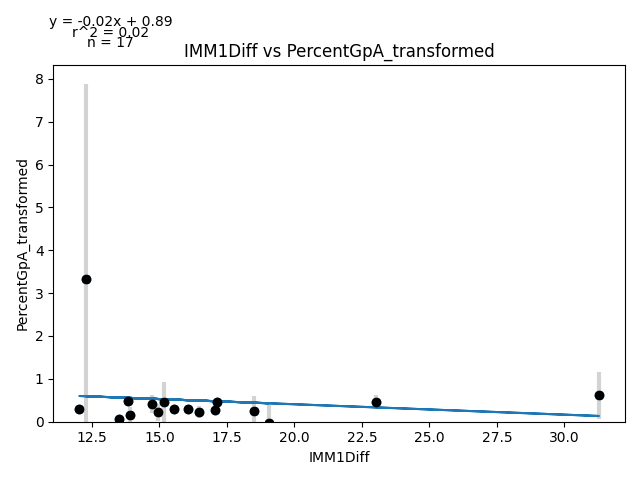 y = -0.02x + 0.89
r^2 = 0.02
n = 17
IMM1Diff vs PercentGpA_transformed
PercentGpA_transformed
8
7
6
5
4
3
2
1
0
12.5 15.0 17.5 20.0 22.5 25.0 27.5 30.0
IMM1Diff